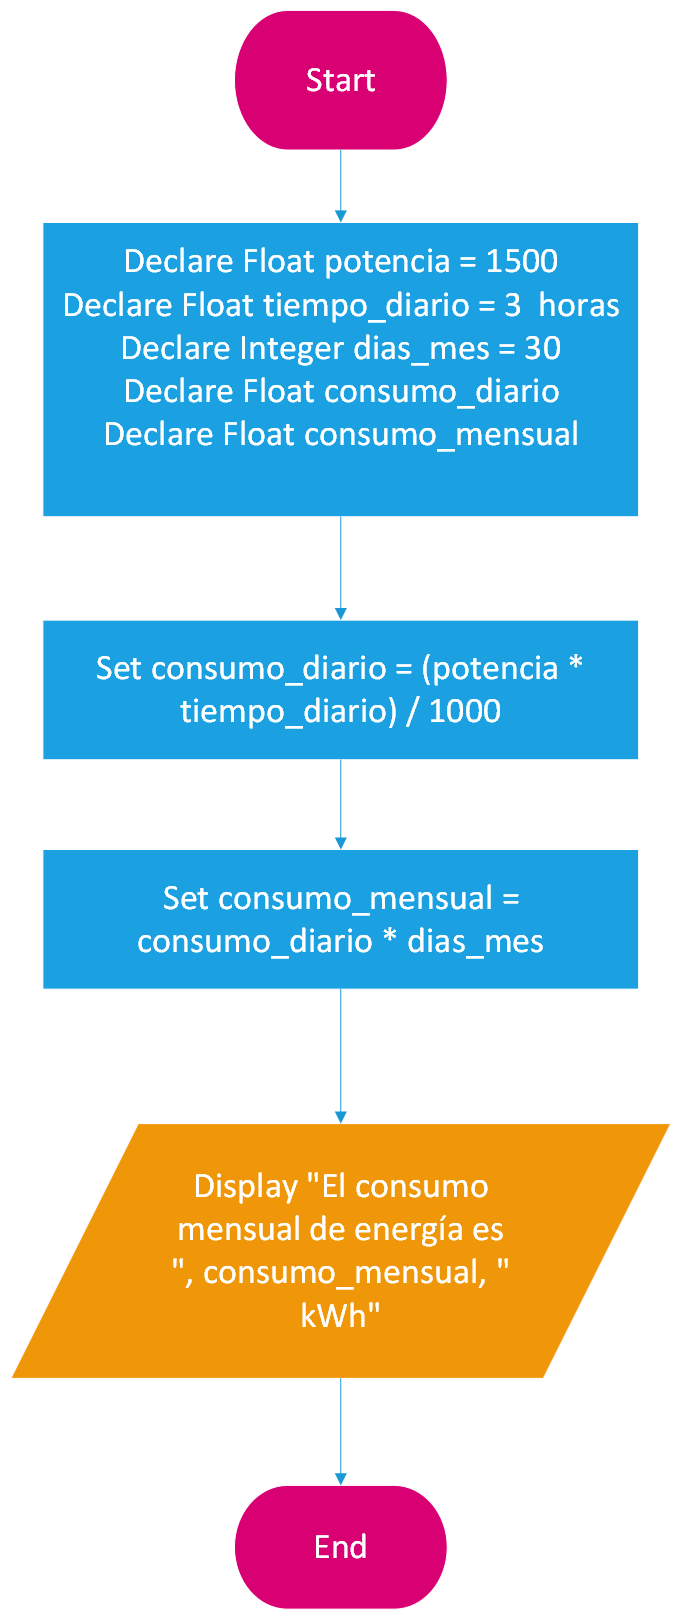 Start
Declare Float potencia = 1500
Declare Float tiempo_diario = 3  horas
Declare Integer dias_mes = 30
Declare Float consumo_diario
Declare Float consumo_mensual
Set consumo_diario = (potencia *
tiempo_diario) / 1000
Set consumo_mensual =
consumo_diario * dias_mes
Display "El consumo
mensual de energía es
", consumo_mensual, "
kWh"
End